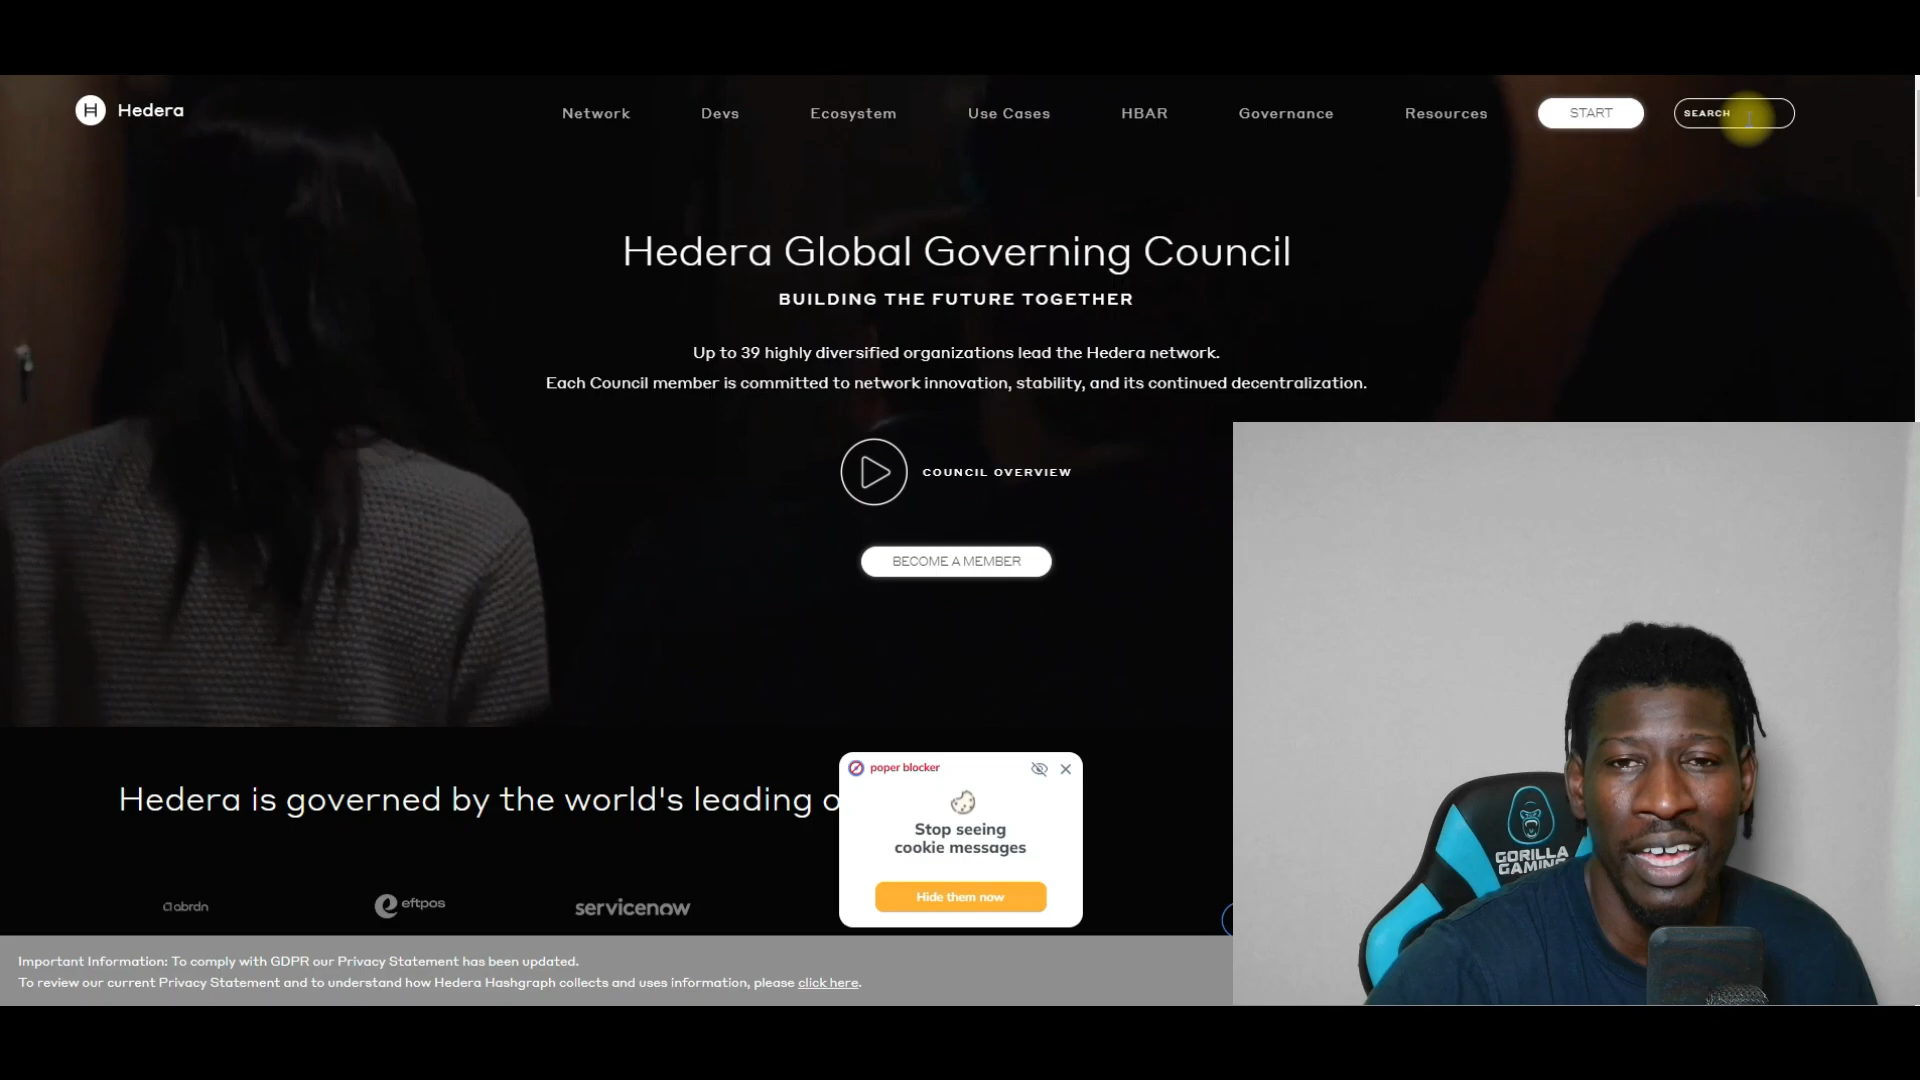 Hedera
Network
Devs
Ecosystem
Use Cases
HBAR
Governance
Resources
START
SEARCH
Hedera Global Governing Council
BUILDING THE FUTURE TOGETHER
Up to 39 highly diversified organizations lead the Hedera network.
Each Council member is committed to network innovation, stability, and its continued decentralization.
COUNCIL OVERVIEW
BECOME A MEMBER
Hedera is governed by the world's leading o
poper blocker
Stop seeing
cookie messages
Hide them now
abrdn
eftpos
servicenow
GORILLA
GAMING
Important Information: To comply with GDPR our Privacy Statement has been updated.
To review our current Privacy Statement and to understand how Hedera Hashgraph collects and uses information, please click here.